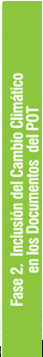 Fase 2.  Inclusión del Cambio Climático
en los Documentos  del POT